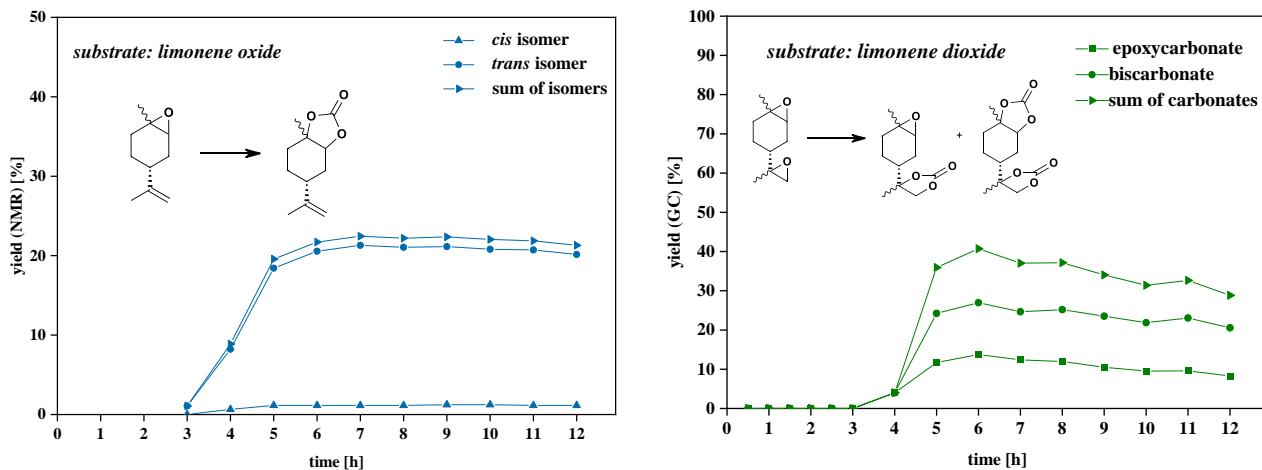 substrate: limonene oxide
cis isomer
trans isomer
sum of isomers
O
O
O
O
yield (NMR) [%]
50
40
30
20
10
0
0 1 2 3 4 5 6 7 8 9 10 11 12
time [h]
substrate: limonene dioxide
epoxycarbonate
biscarbonate
sum of carbonates
O
O
O
O
O
O
+
O
O
O
O
O
O
yield (GC) [%]
100
90
80
70
60
50
40
30
20
10
0
0 1 2 3 4 5 6 7 8 9 10 11 12
time [h]